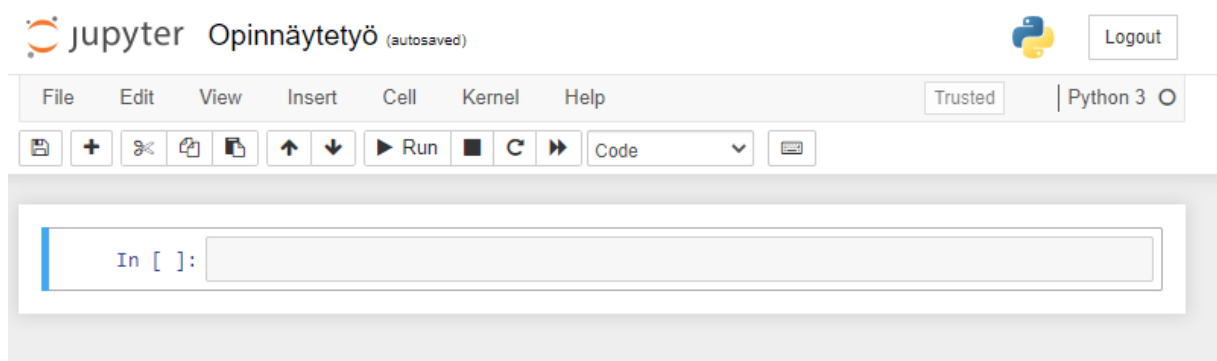 jupyter Opinnäytetyö (autosaved) Logout
File Edit View Insert Cell Kernel Help Trusted Python 3
Run Code
In [ ]: